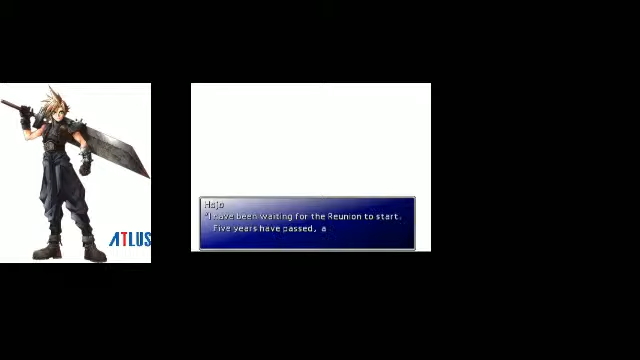 ATLUS
Hojo
"I have been waiting for the Reunion to start.
Five years have passed, a